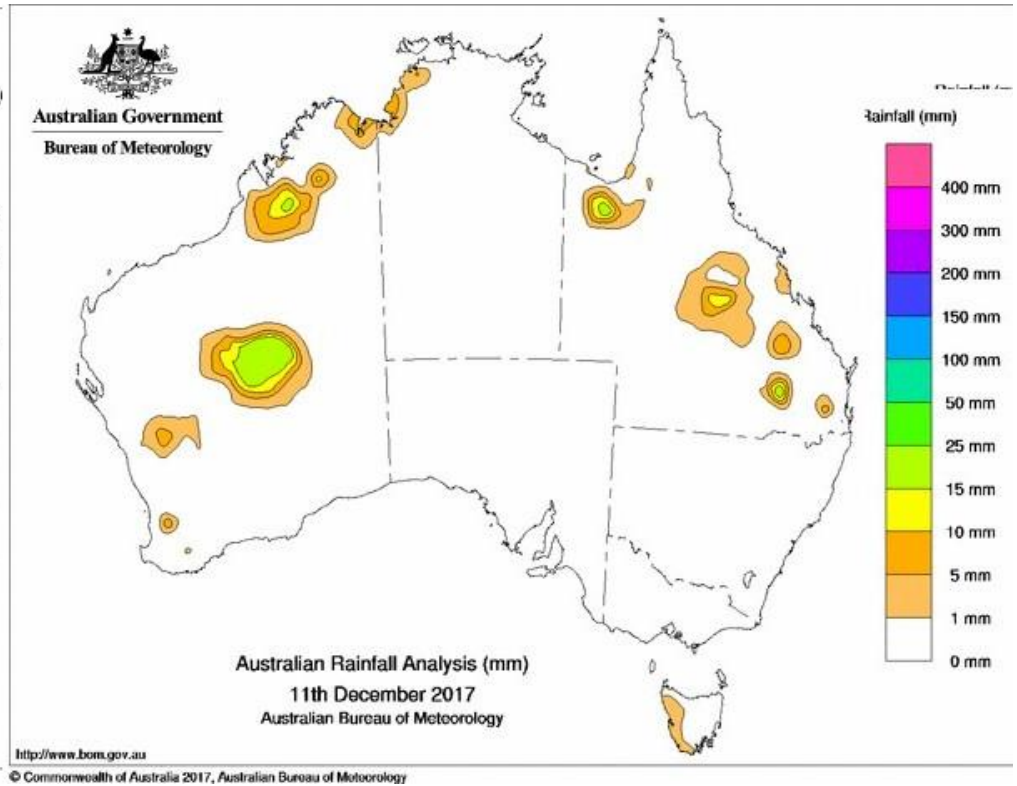 Australian Government
Bureau of Meteorology
Rainfall (mm)
400 mm
300 mm
200 mm
150 mm
100 mm
50 mm
25 mm
15 mm
10 mm
5 mm
1 mm
0 mm
Australian Rainfall Analysis (mm)
11th December 2017
Australian Bureau of Meteorology
http://www.bom.gov.au
© Commonwealth of Australia 2017, Australian Bureau of Meteorology